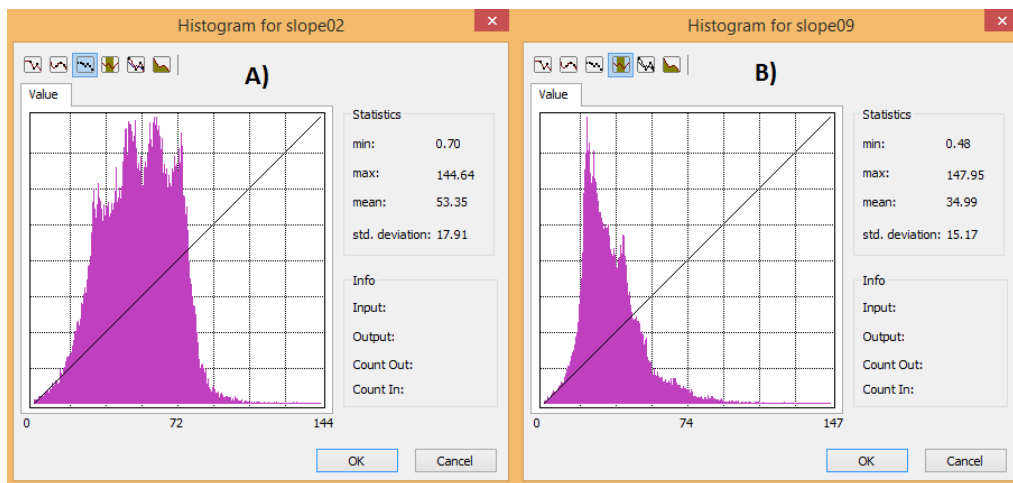 Histogram for slope02
A)
Value
Statistics
min: 0.70
max: 144.64
mean: 53.35
std. deviation: 17.91
Info
Input:
Output:
Count Out:
Count In:
0 72 144
OK Cancel
Histogram for slope09
B)
Value
Statistics
min: 0.48
max: 147.95
mean: 34.99
std. deviation: 15.17
Info
Input:
Output:
Count Out:
Count In:
0 74 147
OK Cancel